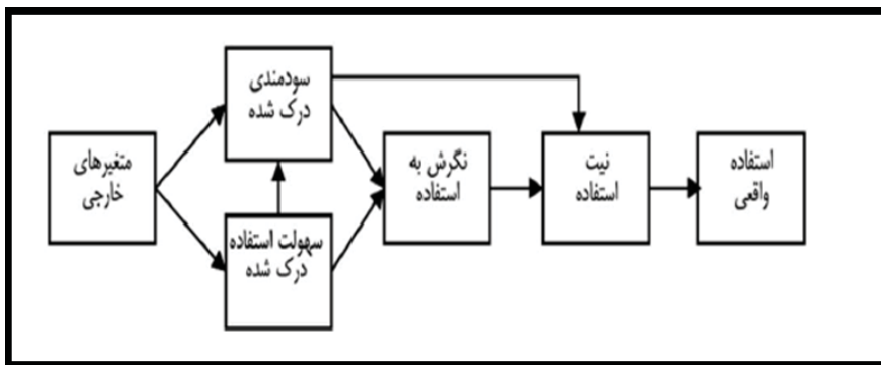 سودمندی
درک شده
متغیرهای
خارجی
سهولت استفاده
درک شده
نگرش به
استفاده
نیت
استفاده
استفاده
واقعی